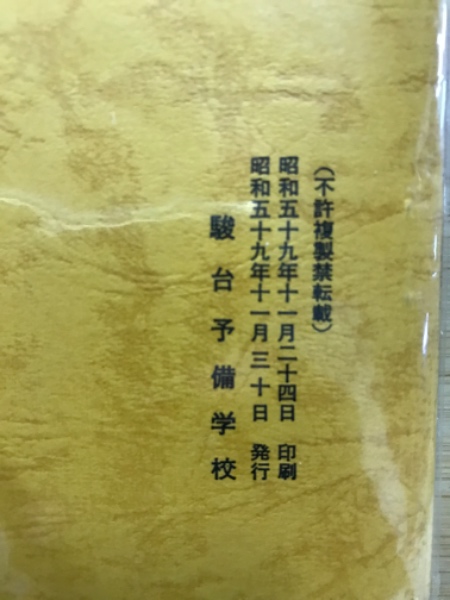 （不許複製禁転載）
昭和五十九年十一月二十四日 印刷
昭和五十九年十一月三十日 発行
駿台予備学校